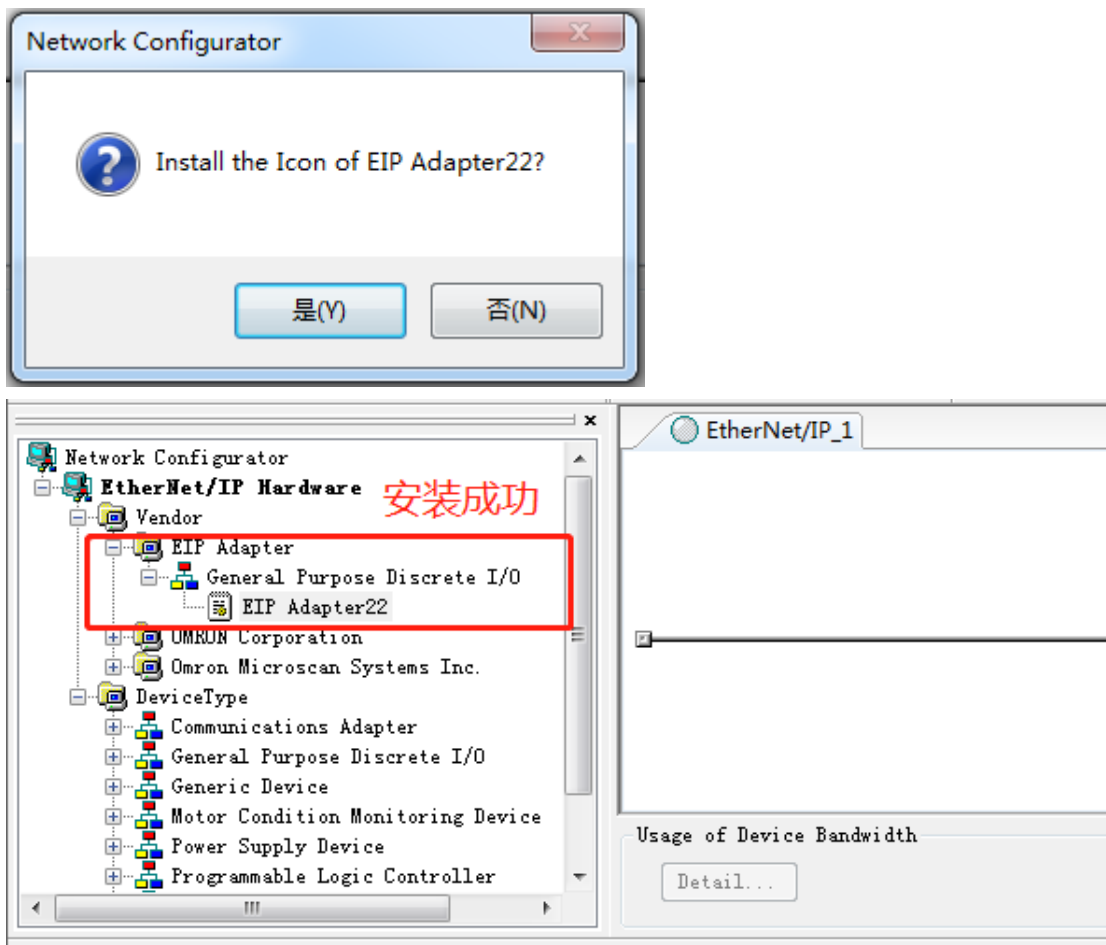 Network Configurator
Install the Icon of EIP Adapter22?
是(Y)
否(N)
EtherNet/IP_1
Network Configurator
EtherNet/IP Hardware
安装成功
Vendor
EIP Adapter
General Purpose Discrete I/O
EIP Adapter22
OMRON Corporation
Omron Microscan Systems Inc.
DeviceType
Communications Adapter
General Purpose Discrete I/O
Generic Device
Motor Condition Monitoring Device
Power Supply Device
Programmable Logic Controller
Usage of Device Bandwidth
Detail...